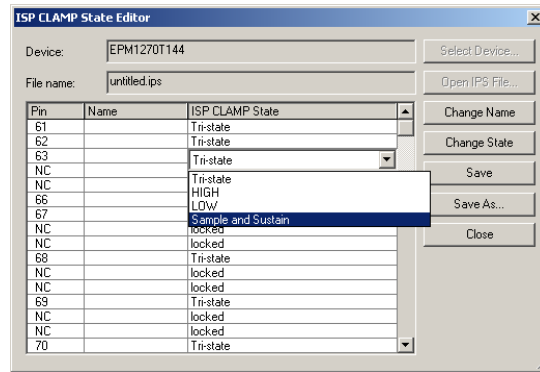 ISP CLAMP State Editor
Device: EPM1270T144 Select Device...
File name: untitled.ips Open IPS File...
Pin Name ISP CLAMP State Change Name
61 Tri-state
62 Tri-state Change State
63 Tri-state
NC Tri-state Save
NC HIGH
66 LOW Save As...
67 Sample and Sustain
NC locked Close
NC locked
68 Tri-state
NC locked
NC locked
69 Tri-state
NC locked
NC locked
70 Tri-state